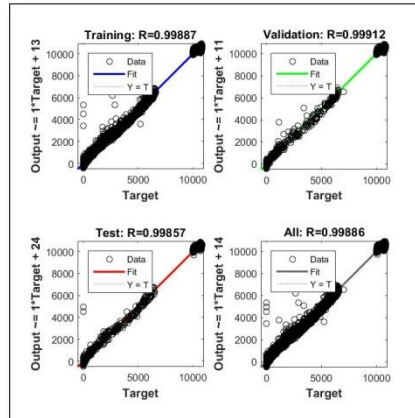 Training: R=0.99887
Output ~= 1*Target + 13
10000
8000
6000
4000
2000
0
Data
Fit
Y = T
0
5000
10000
Target
Validation: R=0.99912
Output ~= 1*Target + 11
10000
8000
6000
4000
2000
0
Data
Fit
Y = T
0
5000
10000
Target
Test: R=0.99857
Output ~= 1*Target + 24
10000
8000
6000
4000
2000
0
Data
Fit
Y = T
0
5000
10000
Target
All: R=0.99886
Output ~= 1*Target + 14
10000
8000
6000
4000
2000
0
Data
Fit
Y = T
0
5000
10000
Target